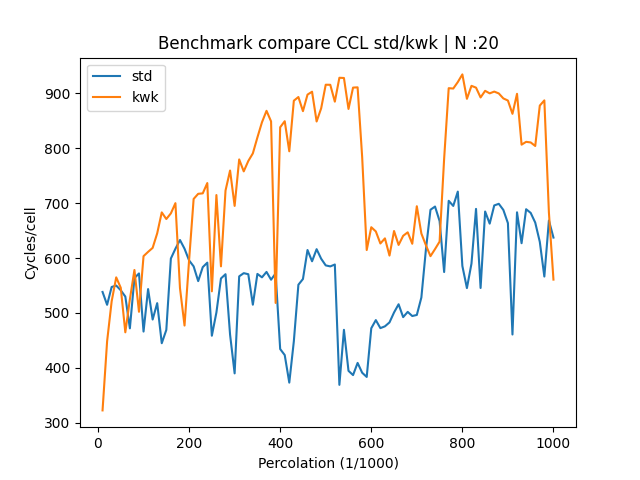 Benchmark compare CCL std/kwk | N :20
std
kwk
Cycles/cell
900
800
700
600
500
400
300
0
200
400
600
800
1000
Percolation (1/1000)